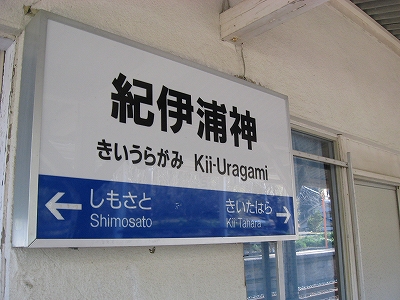 紀伊浦神
きいうらがみ Kii-Uragami
← しもさと きいたはら →
Shimosato Kii-Tahara